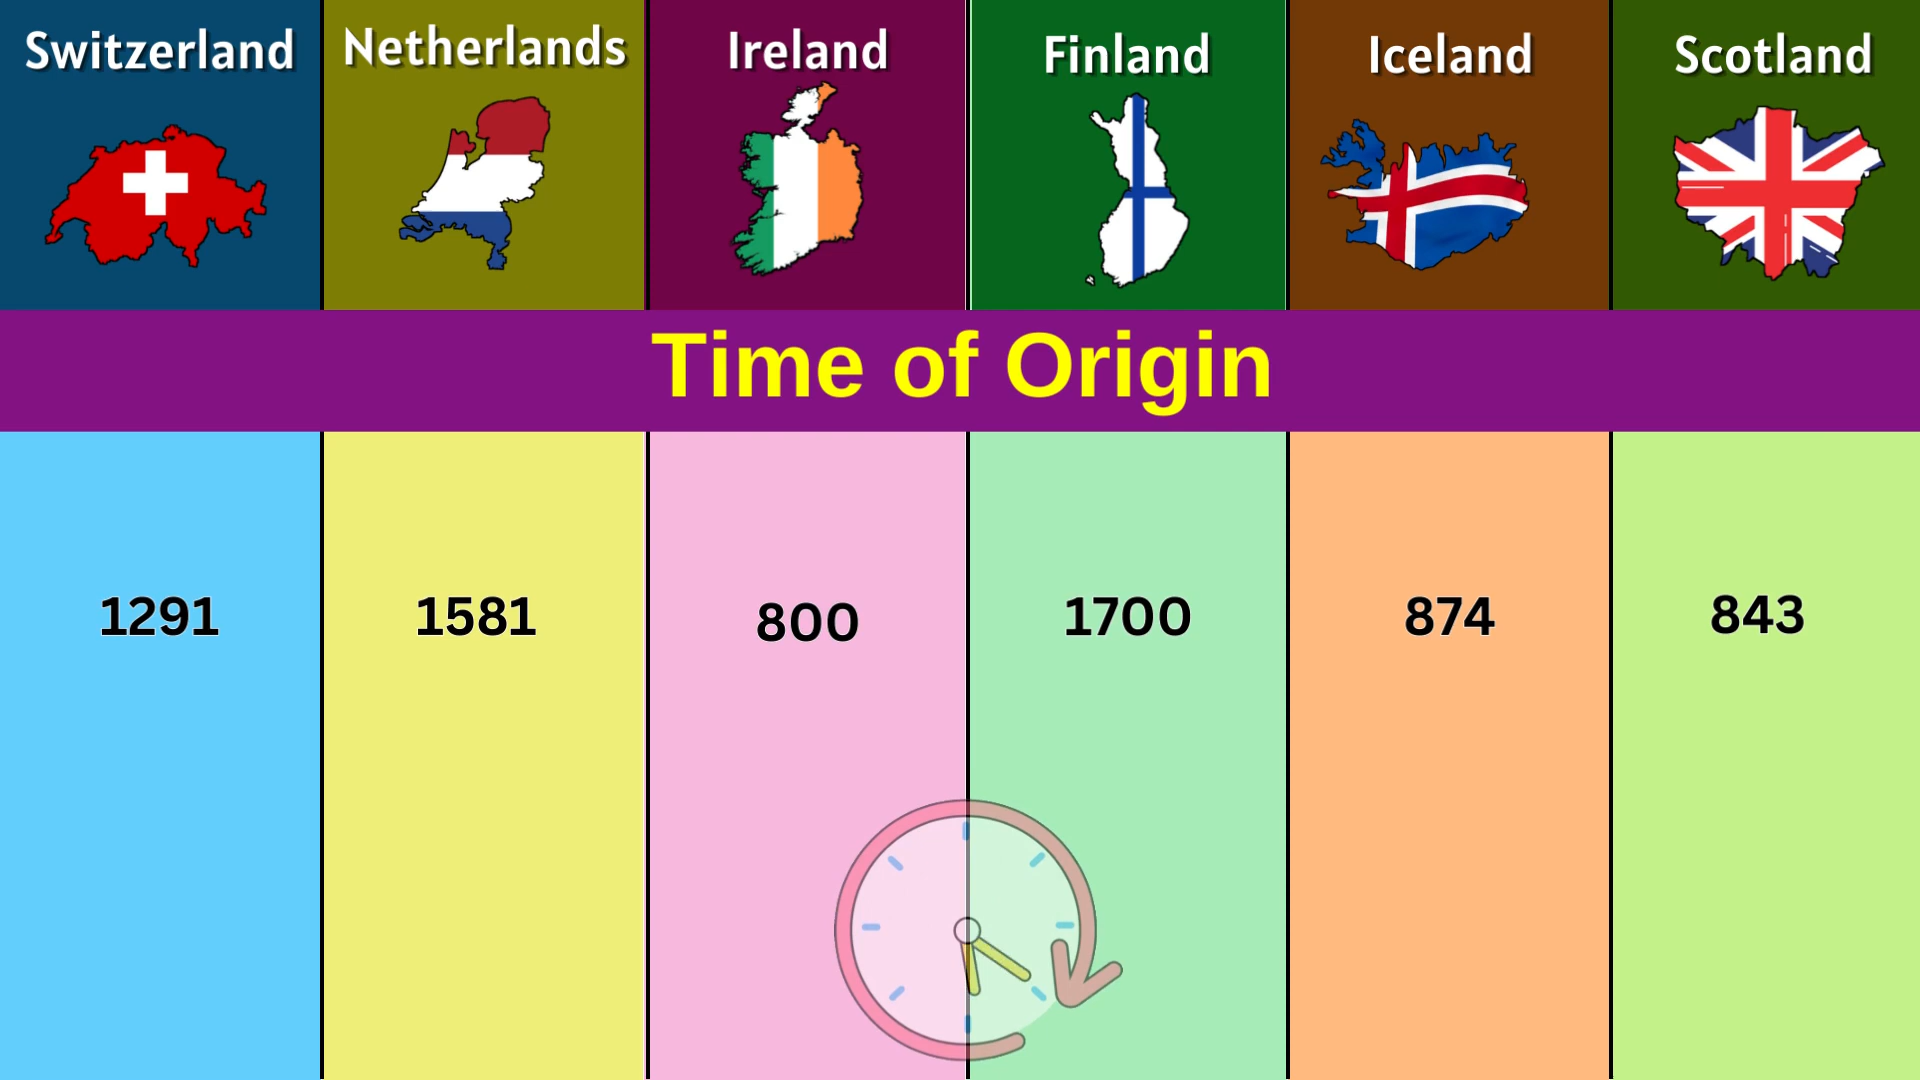 Switzerland Netherlands Ireland Finland Iceland Scotland
Time of Origin
1291 1581 800 1700 874 843